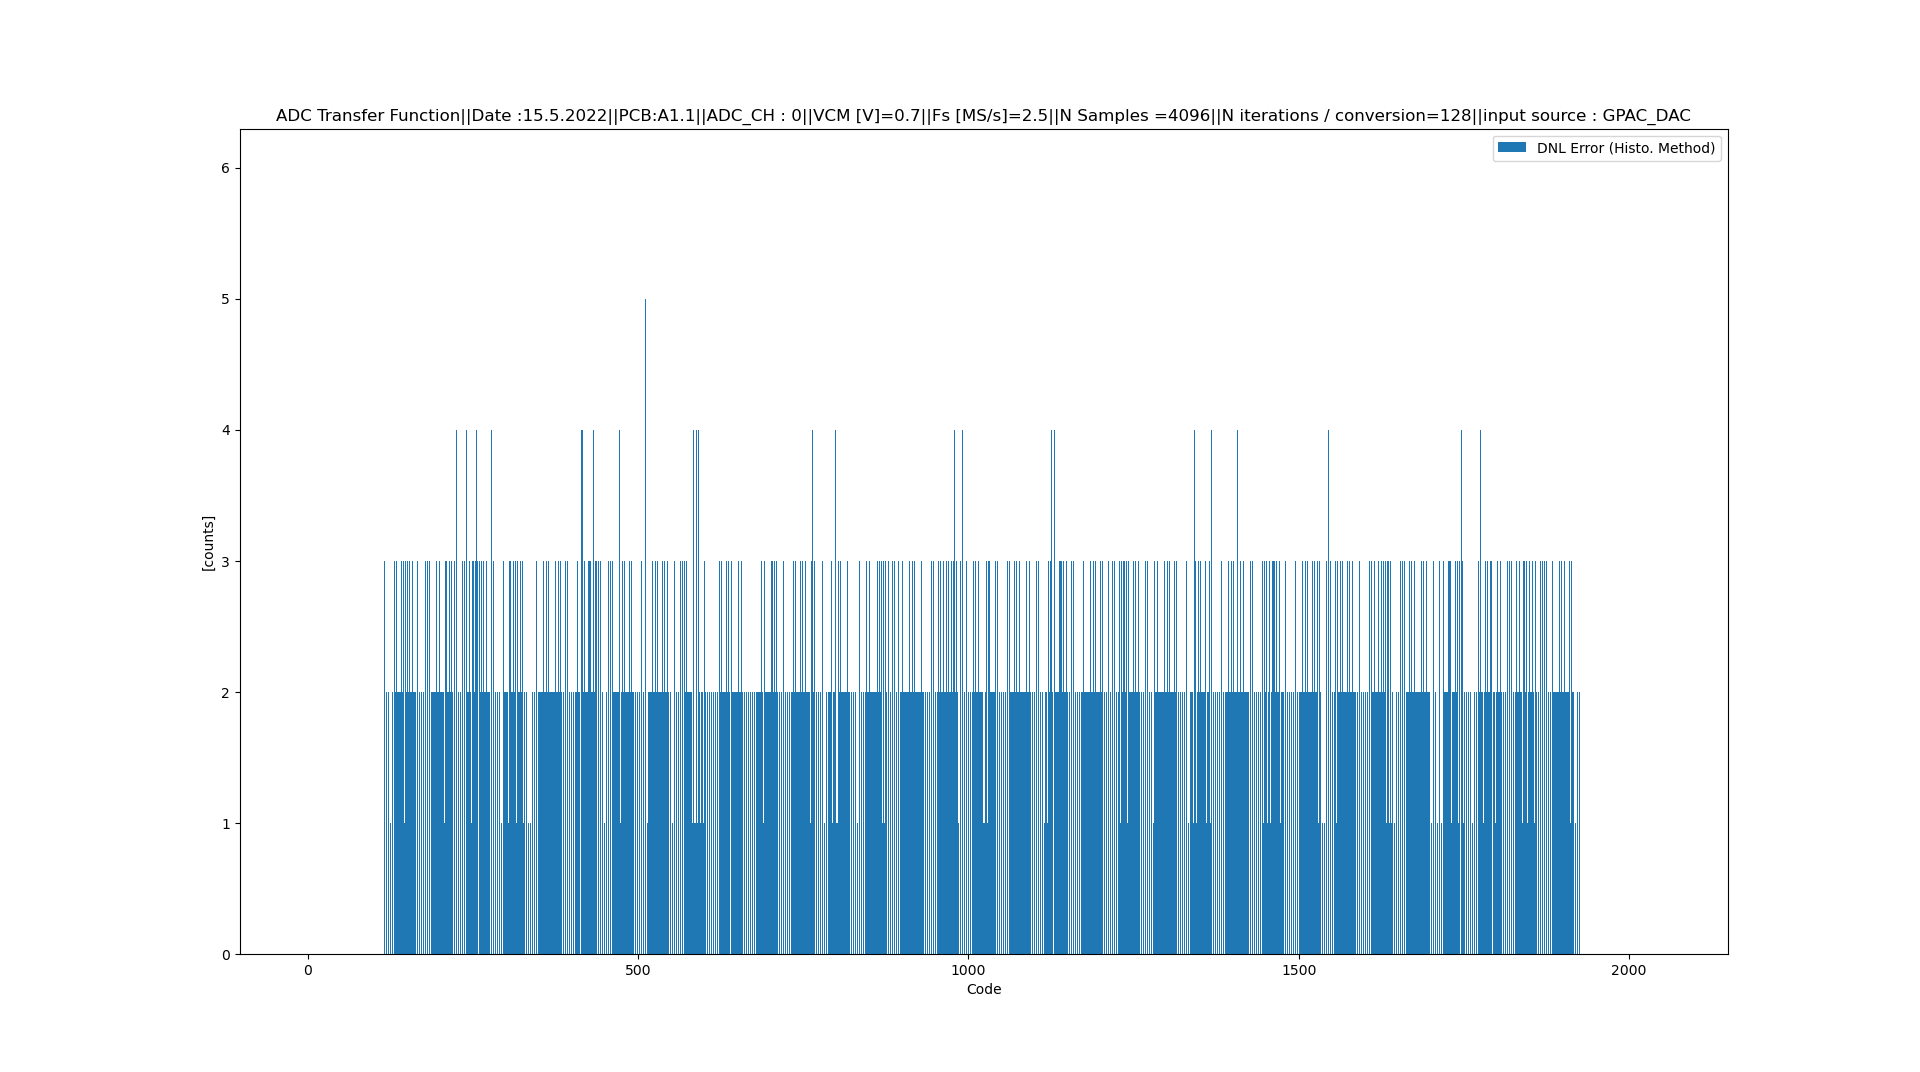 ADC Transfer Function||Date :15.5.2022||PCB:A1.1||ADC_CH : 0||VCM [V]=0.7||Fs [MS/s]=2.5||N Samples =4096||N iterations / conversion=128||input source : GPAC_DAC
DNL Error (Histo. Method)
6
5
4
3
2
1
0
[counts]
0 500 1000 1500 2000
Code